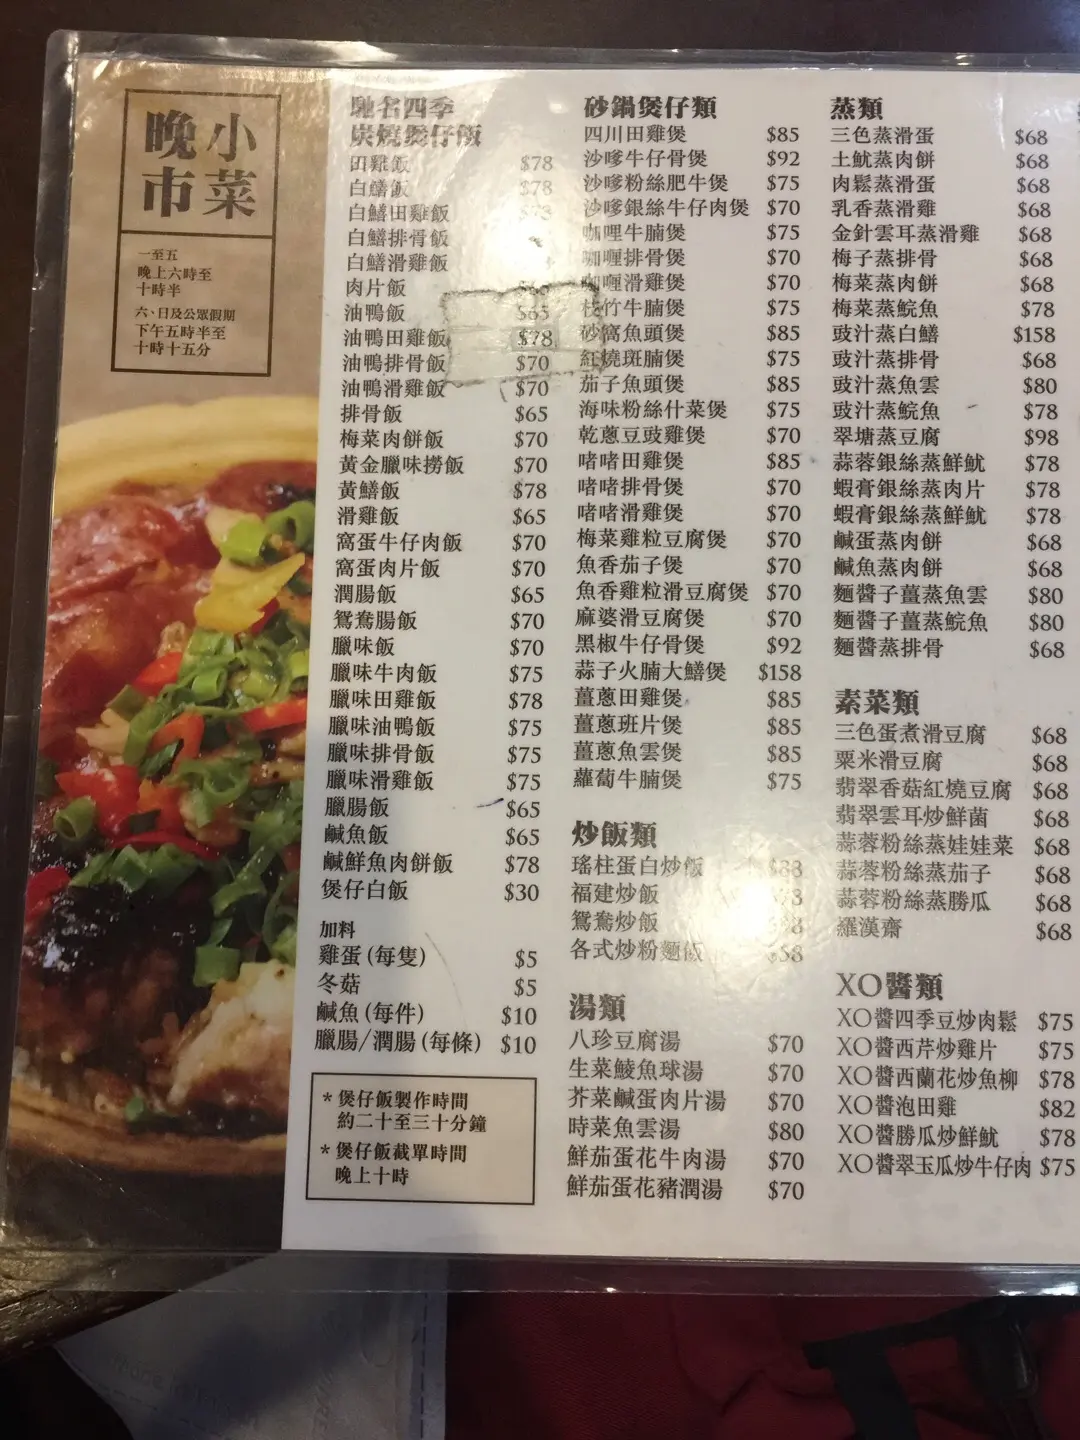 晚市
小菜
一至五
晚上六時至
十時半
六、日及公眾假期
下午五時半至
十時十五分
馳名四季
炭燒煲仔飯
田雞飯 $78
白鱔飯 $78
白鱔田雞飯
白鱔排骨飯
白鱔滑雞飯
肉片飯
油鴨飯 $65
油鴨田雞飯 $78
油鴨排骨飯 $70
油鴨滑雞飯 $70
排骨飯 $65
梅菜肉餅飯 $70
黃金臘味撈飯 $70
黃鱔飯 $78
滑雞飯 $65
窩蛋牛仔肉飯 $70
窩蛋肉片飯 $70
潤腸飯 $65
鴛鴦腸飯 $70
臘味飯 $70
臘味牛肉飯 $75
臘味田雞飯 $78
臘味油鴨飯 $75
臘味排骨飯 $75
臘味滑雞飯 $75
臘腸飯 $65
鹹魚飯 $65
鹹鮮魚肉餅飯 $78
煲仔白飯 $30
加料
雞蛋 (每隻) $5
冬菇 $5
鹹魚 (每件) $10
臘腸/潤腸 (每條) $10
* 煲仔飯製作時間
約二十至三十分鐘
* 煲仔飯截單時間
晚上十時
砂鍋煲仔類
四川田雞煲 $85
沙嗲牛仔骨煲 $92
沙嗲粉絲肥牛煲 $75
沙嗲銀絲牛仔肉煲 $70
咖哩牛腩煲 $75
咖喱排骨煲 $70
咖喱滑雞煲 $70
枝竹牛腩煲 $75
砂窩魚頭煲 $85
紅燒斑腩煲 $75
茄子魚頭煲 $85
海味粉絲什菜煲 $75
乾蔥豆豉雞煲 $70
啫啫田雞煲 $85
啫啫排骨煲 $70
啫啫滑雞煲 $70
梅菜雞粒豆腐煲 $70
魚香茄子煲 $70
魚香雞粒滑豆腐煲 $70
麻婆滑豆腐煲 $70
黑椒牛仔骨煲 $92
蒜子火腩大鱔煲 $158
薑蔥田雞煲 $85
薑蔥班片煲 $85
薑蔥魚雲煲 $85
蘿蔔牛腩煲 $75
炒飯類
瑤柱蛋白炒飯
福建炒飯
鴛鴦炒飯
各式炒粉麵飯 $58
湯類
八珍豆腐湯 $70
生菜鯪魚球湯 $70
芥菜鹹蛋肉片湯 $70
時菜魚雲湯 $80
鮮茄蛋花牛肉湯 $70
鮮茄蛋花豬潤湯 $70
蒸類
三色蒸滑蛋 $68
土魷蒸肉餅 $68
肉鬆蒸滑蛋 $68
乳香蒸滑雞 $68
金針雲耳蒸滑雞 $68
梅子蒸排骨 $68
梅菜蒸肉餅 $68
梅菜蒸鯇魚 $78
豉汁蒸白鱔 $158
豉汁蒸排骨 $68
豉汁蒸魚雲 $80
豉汁蒸鯇魚 $78
翠塘蒸豆腐 $98
蒜蓉銀絲蒸鮮魷 $78
蝦膏銀絲蒸肉片 $78
蝦膏銀絲蒸鮮魷 $78
鹹蛋蒸肉餅 $68
鹹魚蒸肉餅 $68
麵醬子薑蒸魚雲 $80
麵醬子薑蒸鯇魚 $80
麵醬蒸排骨 $68
素菜類
三色蛋煮滑豆腐 $68
粟米滑豆腐 $68
翡翠香菇紅燒豆腐 $68
翡翠雲耳炒鮮菌 $68
蒜蓉粉絲蒸娃娃菜 $68
蒜蓉粉絲蒸茄子 $68
蒜蓉粉絲蒸勝瓜 $68
羅漢齋 $68
XO醬類
XO醬四季豆炒肉鬆 $75
XO醬西芹炒雞片 $75
XO醬西蘭花炒魚柳 $78
XO醬泡田雞 $82
XO醬勝瓜炒鮮魷 $78
XO醬翠玉瓜炒牛仔肉 $75